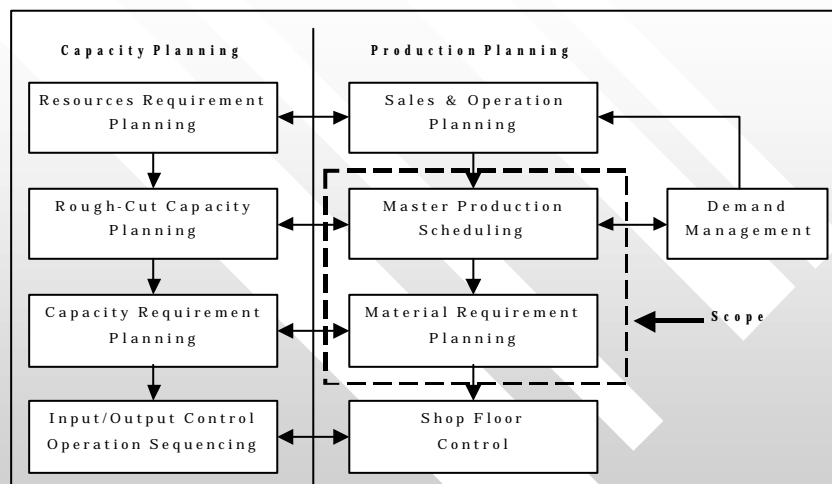 Capacity Planning
Production Planning
Resources Requirement
Planning
Sales & Operation
Planning
Rough-Cut Capacity
Planning
Master Production
Scheduling
Demand
Management
Capacity Requirement
Planning
Material Requirement
Planning
Scope
Input/Output Control
Operation Sequencing
Shop Floor
Control